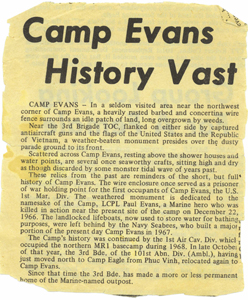 Camp Evans
History Vast
CAMP EVANS — In a seldom visited area near the northwest
corner of Camp Evans, a heavily rusted barbed and concertina wire
fence surrounds an idle patch of land, long overgrown by weeds.
Near the 3rd Brigade TOC, flanked on either side by captured
antiaircraft guns and the flags of the United States and the Republic
of Vietnam, a weather-beaten monument presides over the dusty
parade ground to its front.
Scattered across Camp Evans, resting above the shower houses and
water points, are several once seaworthy crafts, sitting high and dry
as though discarded by some monster tidal wave of years past.
These relics from the past are reminders of the short, but full
history of Camp Evans. The wire enclosure once served as a prisoner
of war holding point for the first occupants of Camp Evans, the U.S.
1st Mar. Div. The weathered monument is dedicated to the
namesake of the Camp, LCPL Paul Evans, a Marine hero who was
killed in action near the present site of the camp on December 21,
1966. The landlocked lifeboats, now used to store water for bathing
purposes, were left behind by the Navy Seabees, who built a major
portion of the present day Camp Evans in 1967.
The Camp's history was continued by the 1st Air Cav. Div. which
occupied the northern MR1 basecamp during 1968. In late October
of that year, the 3d Bde, of the 101st Abn. Div. (Ambl), having
just moved north to Camp Eagle from Phuc Vinh, relocated again to
Camp Evans.
Since that time the 3rd Bde. has made a more or less permanent
home of the Marine-named outpost.